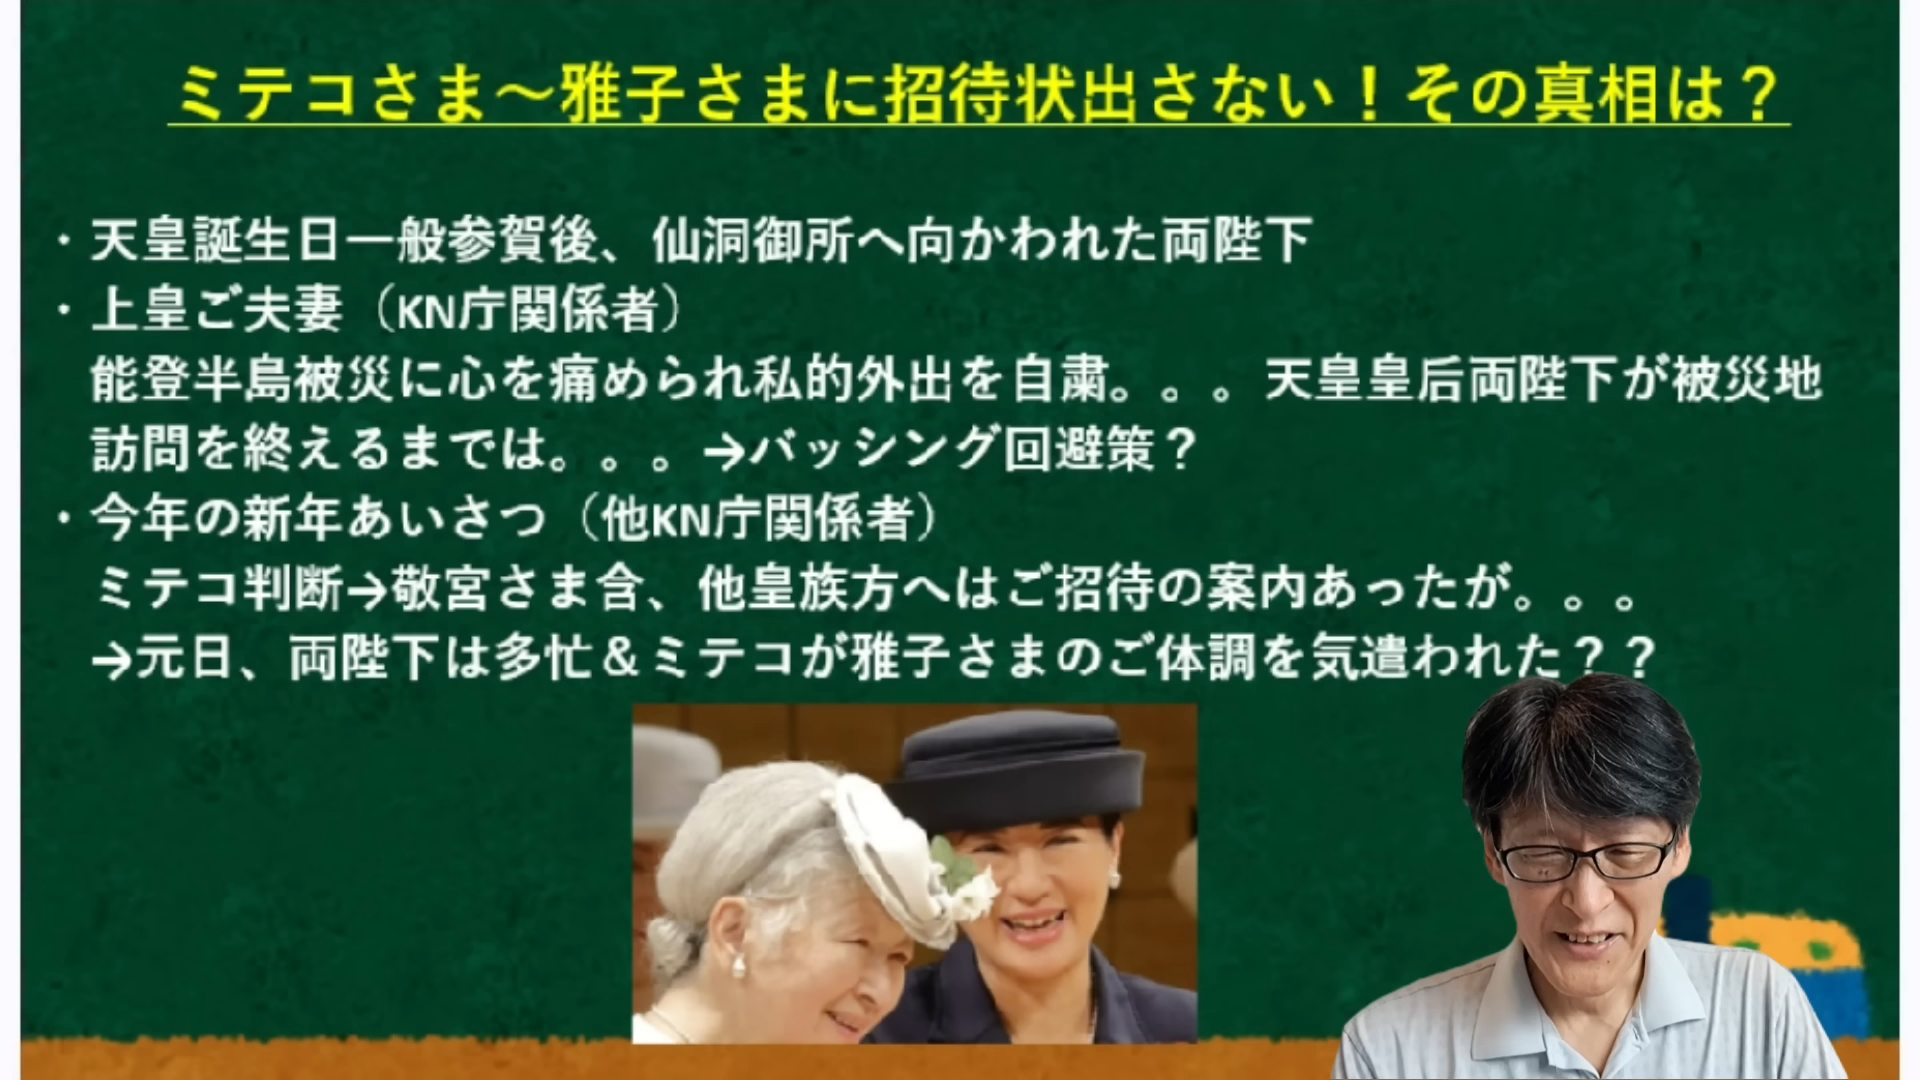 ミテコさま～雅子さまに招待状出さない！その真相は？
・天皇誕生日一般参賀後、仙洞御所へ向かわれた両陛下
・上皇ご夫妻（KN庁関係者）
能登半島被災に心を痛められ私的外出を自粛。。。天皇皇后両陛下が被災地
訪問を終えるまでは。。。→バッシング回避策？
・今年の新年あいさつ（他KN庁関係者）
ミテコ判断→敬宮さま含、他皇族方へはご招待の案内あったが。。。
→元日、両陛下は多忙＆ミテコが雅子さまのご体調を気遣われた？？